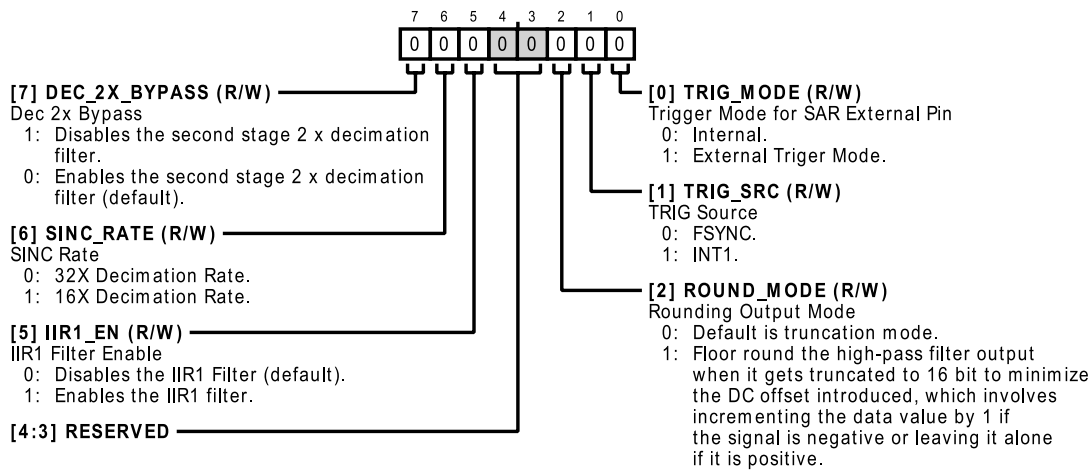 7 6 5 4 3 2 1 0
0 0 0 0 0 0 0 0
[7] DEC_2X_BYPASS (R/W)
Dec 2x Bypass
1: Disables the second stage 2 x decimation
filter.
0: Enables the second stage 2 x decimation
filter (default).
[6] SINC_RATE (R/W)
SINC Rate
0: 32X Decimation Rate.
1: 16X Decimation Rate.
[5] IIR1_EN (R/W)
IIR1 Filter Enable
0: Disables the IIR1 Filter (default).
1: Enables the IIR1 filter.
[4:3] RESERVED
[0] TRIG_MODE (R/W)
Trigger Mode for SAR External Pin
0: Internal.
1: External Triger Mode.
[1] TRIG_SRC (R/W)
TRIG Source
0: FSYNC.
1: INT1.
[2] ROUND_MODE (R/W)
Rounding Output Mode
0: Default is truncation mode.
1: Floor round the high-pass filter output
when it gets truncated to 16 bit to minimize
the DC offset introduced, which involves
incrementing the data value by 1 if
the signal is negative or leaving it alone
if it is positive.